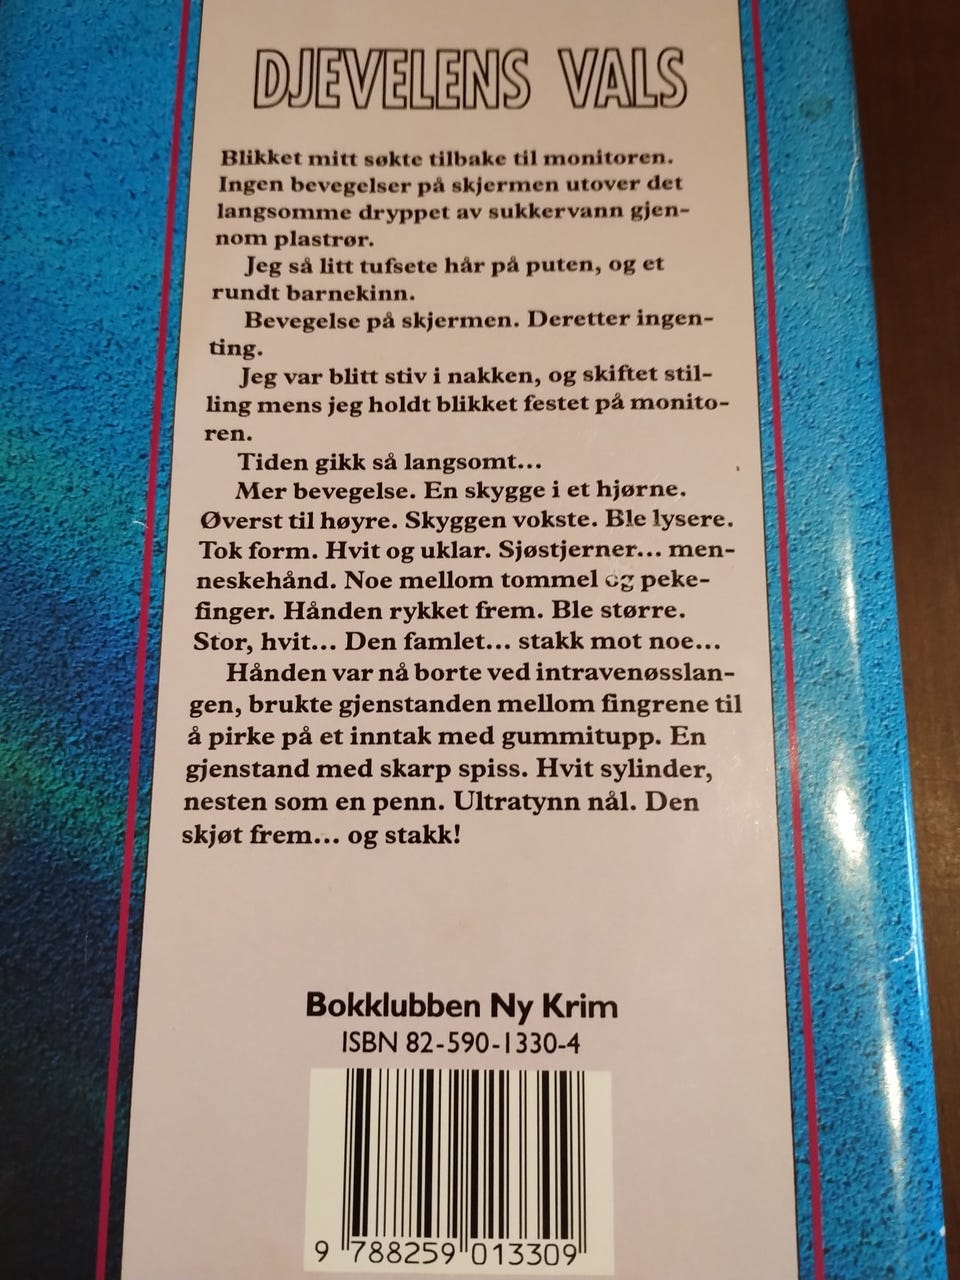 DJEVELENS VALS
Blikket mitt søkte tilbake til monitoren.
Ingen bevegelser på skjermen utover det
langsomme dryppet av sukkervann gjen-
nom plastrør.
Jeg så litt tufsete hår på puten, og et
rundt barnekinn.
Bevegelse på skjermen. Deretter ingen-
ting.
Jeg var blitt stiv i nakken, og skiftet stil-
ling mens jeg holdt blikket festet på monito-
ren.
Tiden gikk så langsomt...
Mer bevegelse. En skygge i et hjørne.
Øverst til høyre. Skyggen vokste. Ble lysere.
Tok form. Hvit og uklar. Sjøstjerner... men-
neskehånd. Noe mellom tommel og peke-
finger. Hånden rykket frem. Ble større.
Stor, hvit... Den famlet... stakk mot noe...
Hånden var nå borte ved intravenøsslan-
gen, brukte gjenstanden mellom fingrene til
å pirke på et inntak med gummitupp. En
gjenstand med skarp spiss. Hvit sylinder,
nesten som en penn. Ultratynn nål. Den
skjøt frem... og stakk!
Bokklubben Ny Krim
ISBN 82-590-1330-4
9 788259 013309